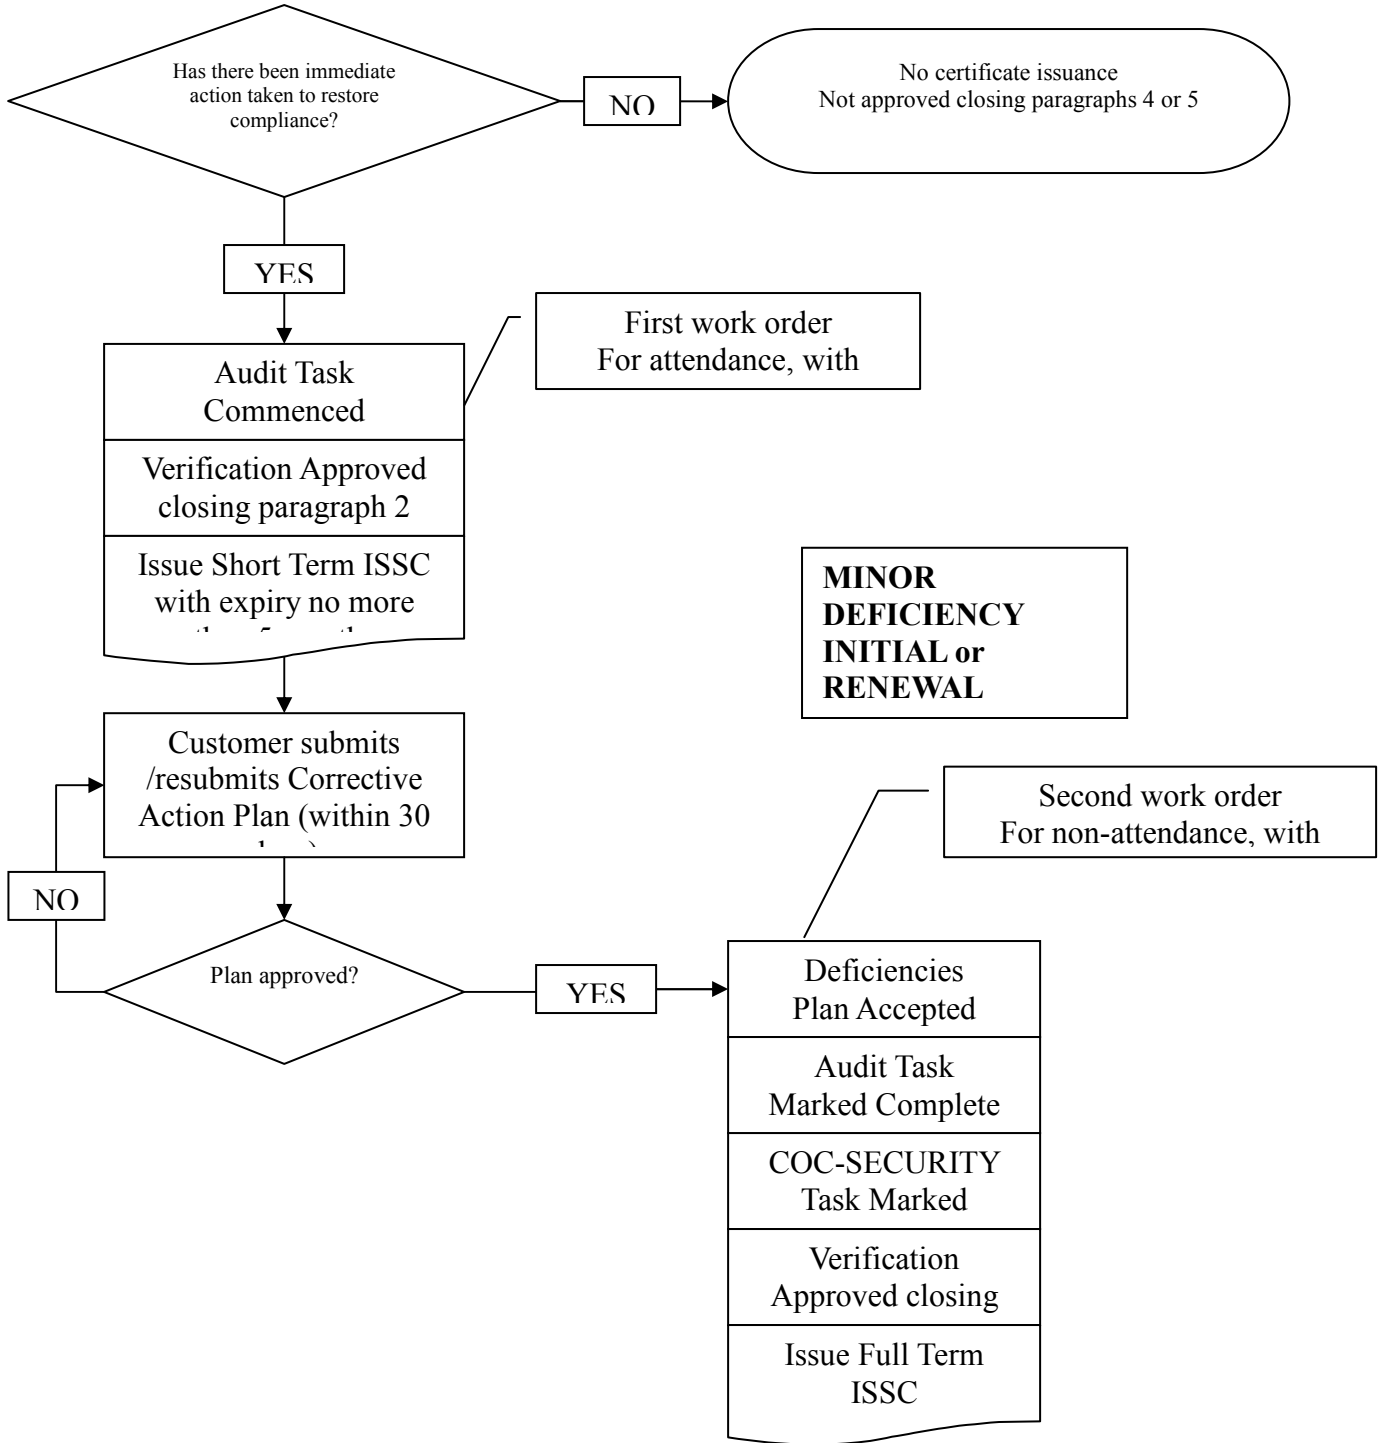 Has there been immediate
action taken to restore
compliance?
NO
No certificate issuance
Not approved closing paragraphs 4 or 5
YES
First work order
For attendance, with
Audit Task
Commenced
Verification Approved
closing paragraph 2
Issue Short Term ISSC
with expiry no more
MINOR
DEFICIENCY
INITIAL or
RENEWAL
Customer submits
/resubmits Corrective
Action Plan (within 30
Second work order
For non-attendance, with
NO
Plan approved?
YES
Deficiencies
Plan Accepted
Audit Task
Marked Complete
COC-SECURITY
Task Marked
Verification
Approved closing
Issue Full Term
ISSC